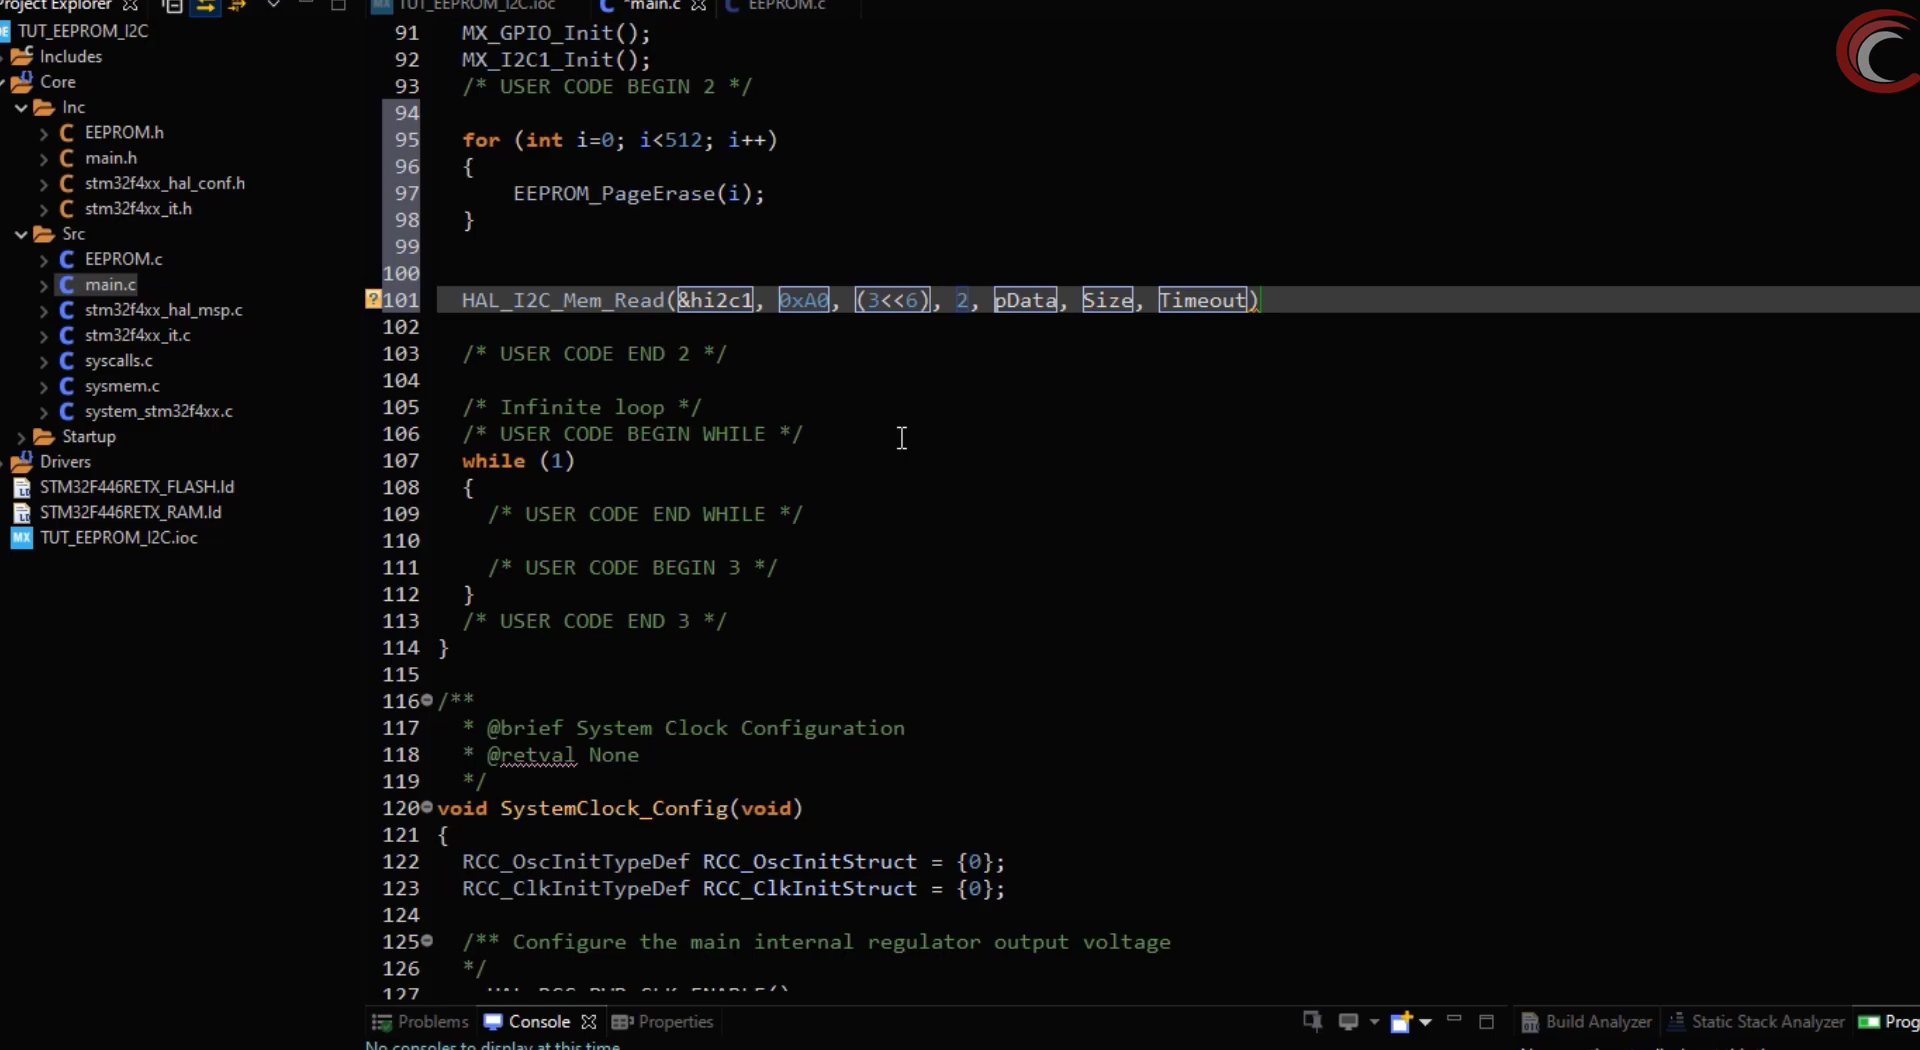 Project Explorer
TUT_EEPROM_I2C
Includes
Core
Inc
EEPROM.h
main.h
stm32f4xx_hal_conf.h
stm32f4xx_it.h
Src
EEPROM.c
main.c
stm32f4xx_hal_msp.c
stm32f4xx_it.c
syscalls.c
sysmem.c
system_stm32f4xx.c
Startup
Drivers
STM32F446RETX_FLASH.ld
STM32F446RETX_RAM.ld
MX TUT_EEPROM_I2C.ioc
TUT_EEPROM_I2C.ioc *main.c EEPROM.c
91 MX_GPIO_Init();
92 MX_I2C1_Init();
93 /* USER CODE BEGIN 2 */
94
95 for (int i=0; i<512; i++)
96 {
97 EEPROM_PageErase(i);
98 }
99
100
101 HAL_I2C_Mem_Read(&hi2c1, 0xA0, (3<<6), 2, pData, Size, Timeout)
102
103 /* USER CODE END 2 */
104
105 /* Infinite loop */
106 /* USER CODE BEGIN WHILE */
107 while (1)
108 {
109 /* USER CODE END WHILE */
110
111 /* USER CODE BEGIN 3 */
112 }
113 /* USER CODE END 3 */
114 }
115
116 /**
117 * @brief System Clock Configuration
118 * @retval None
119 */
120 void SystemClock_Config(void)
121 {
122 RCC_OscInitTypeDef RCC_OscInitStruct = {0};
123 RCC_ClkInitTypeDef RCC_ClkInitStruct = {0};
124
125 /** Configure the main internal regulator output voltage
126 */
127
Problems Console Properties
No consoles to display at this time.
Build Analyzer Static Stack Analyzer Prog